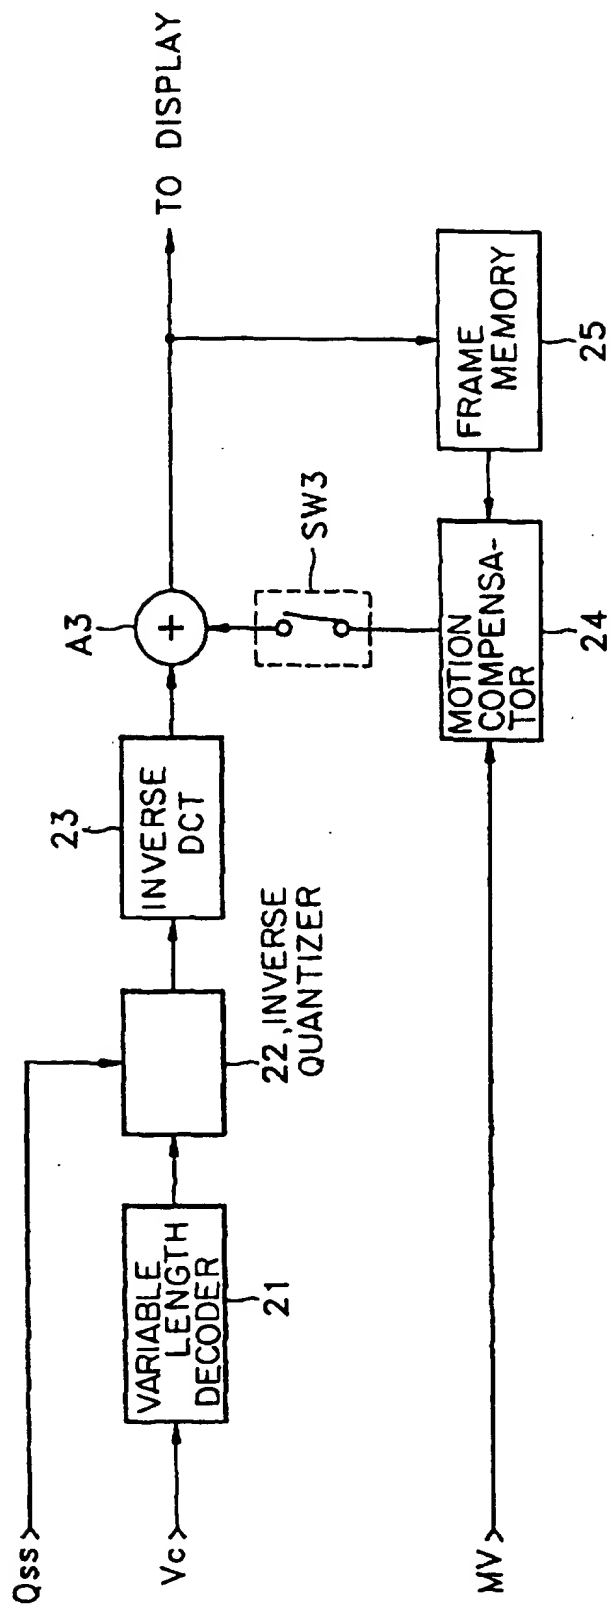 Qss
Vc
MV
VARIABLE
LENGTH
DECODER
21
22, INVERSE
QUANTIZER
23
INVERSE
DCT
A3
SW3
MOTION
COMPENSA-
TOR
24
FRAME
MEMORY
25
TO DISPLAY
+